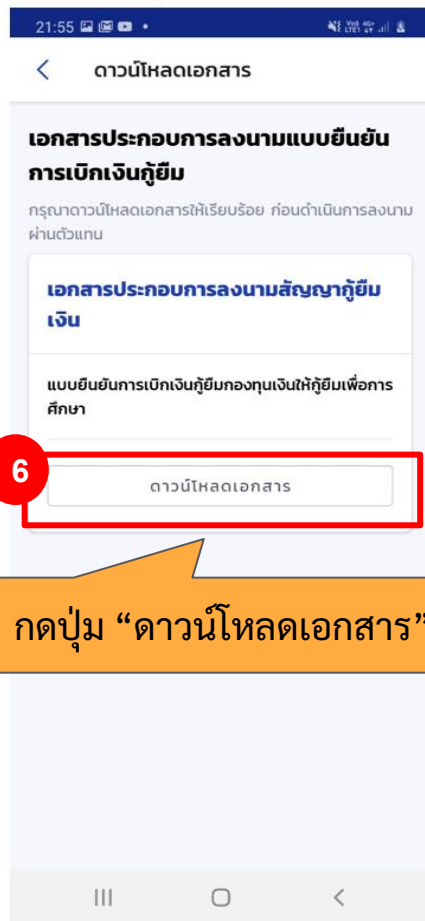 21:55
ดาวน์โหลดเอกสาร
เอกสารประกอบการลงนามแบบยืนยัน
การเบิกเงินกู้ยืม
กรุณาดาวน์โหลดเอกสารให้เรียบร้อย ก่อนดำเนินการลงนาม
ผ่านตัวแทน
เอกสารประกอบการลงนามสัญญากู้ยืม
เงิน
แบบยืนยันการเบิกเงินกู้ยืมกองทุนเงินให้กู้ยืมเพื่อการ
ศึกษา
6
ดาวน์โหลดเอกสาร
กดปุ่ม “ดาวน์โหลดเอกสาร”